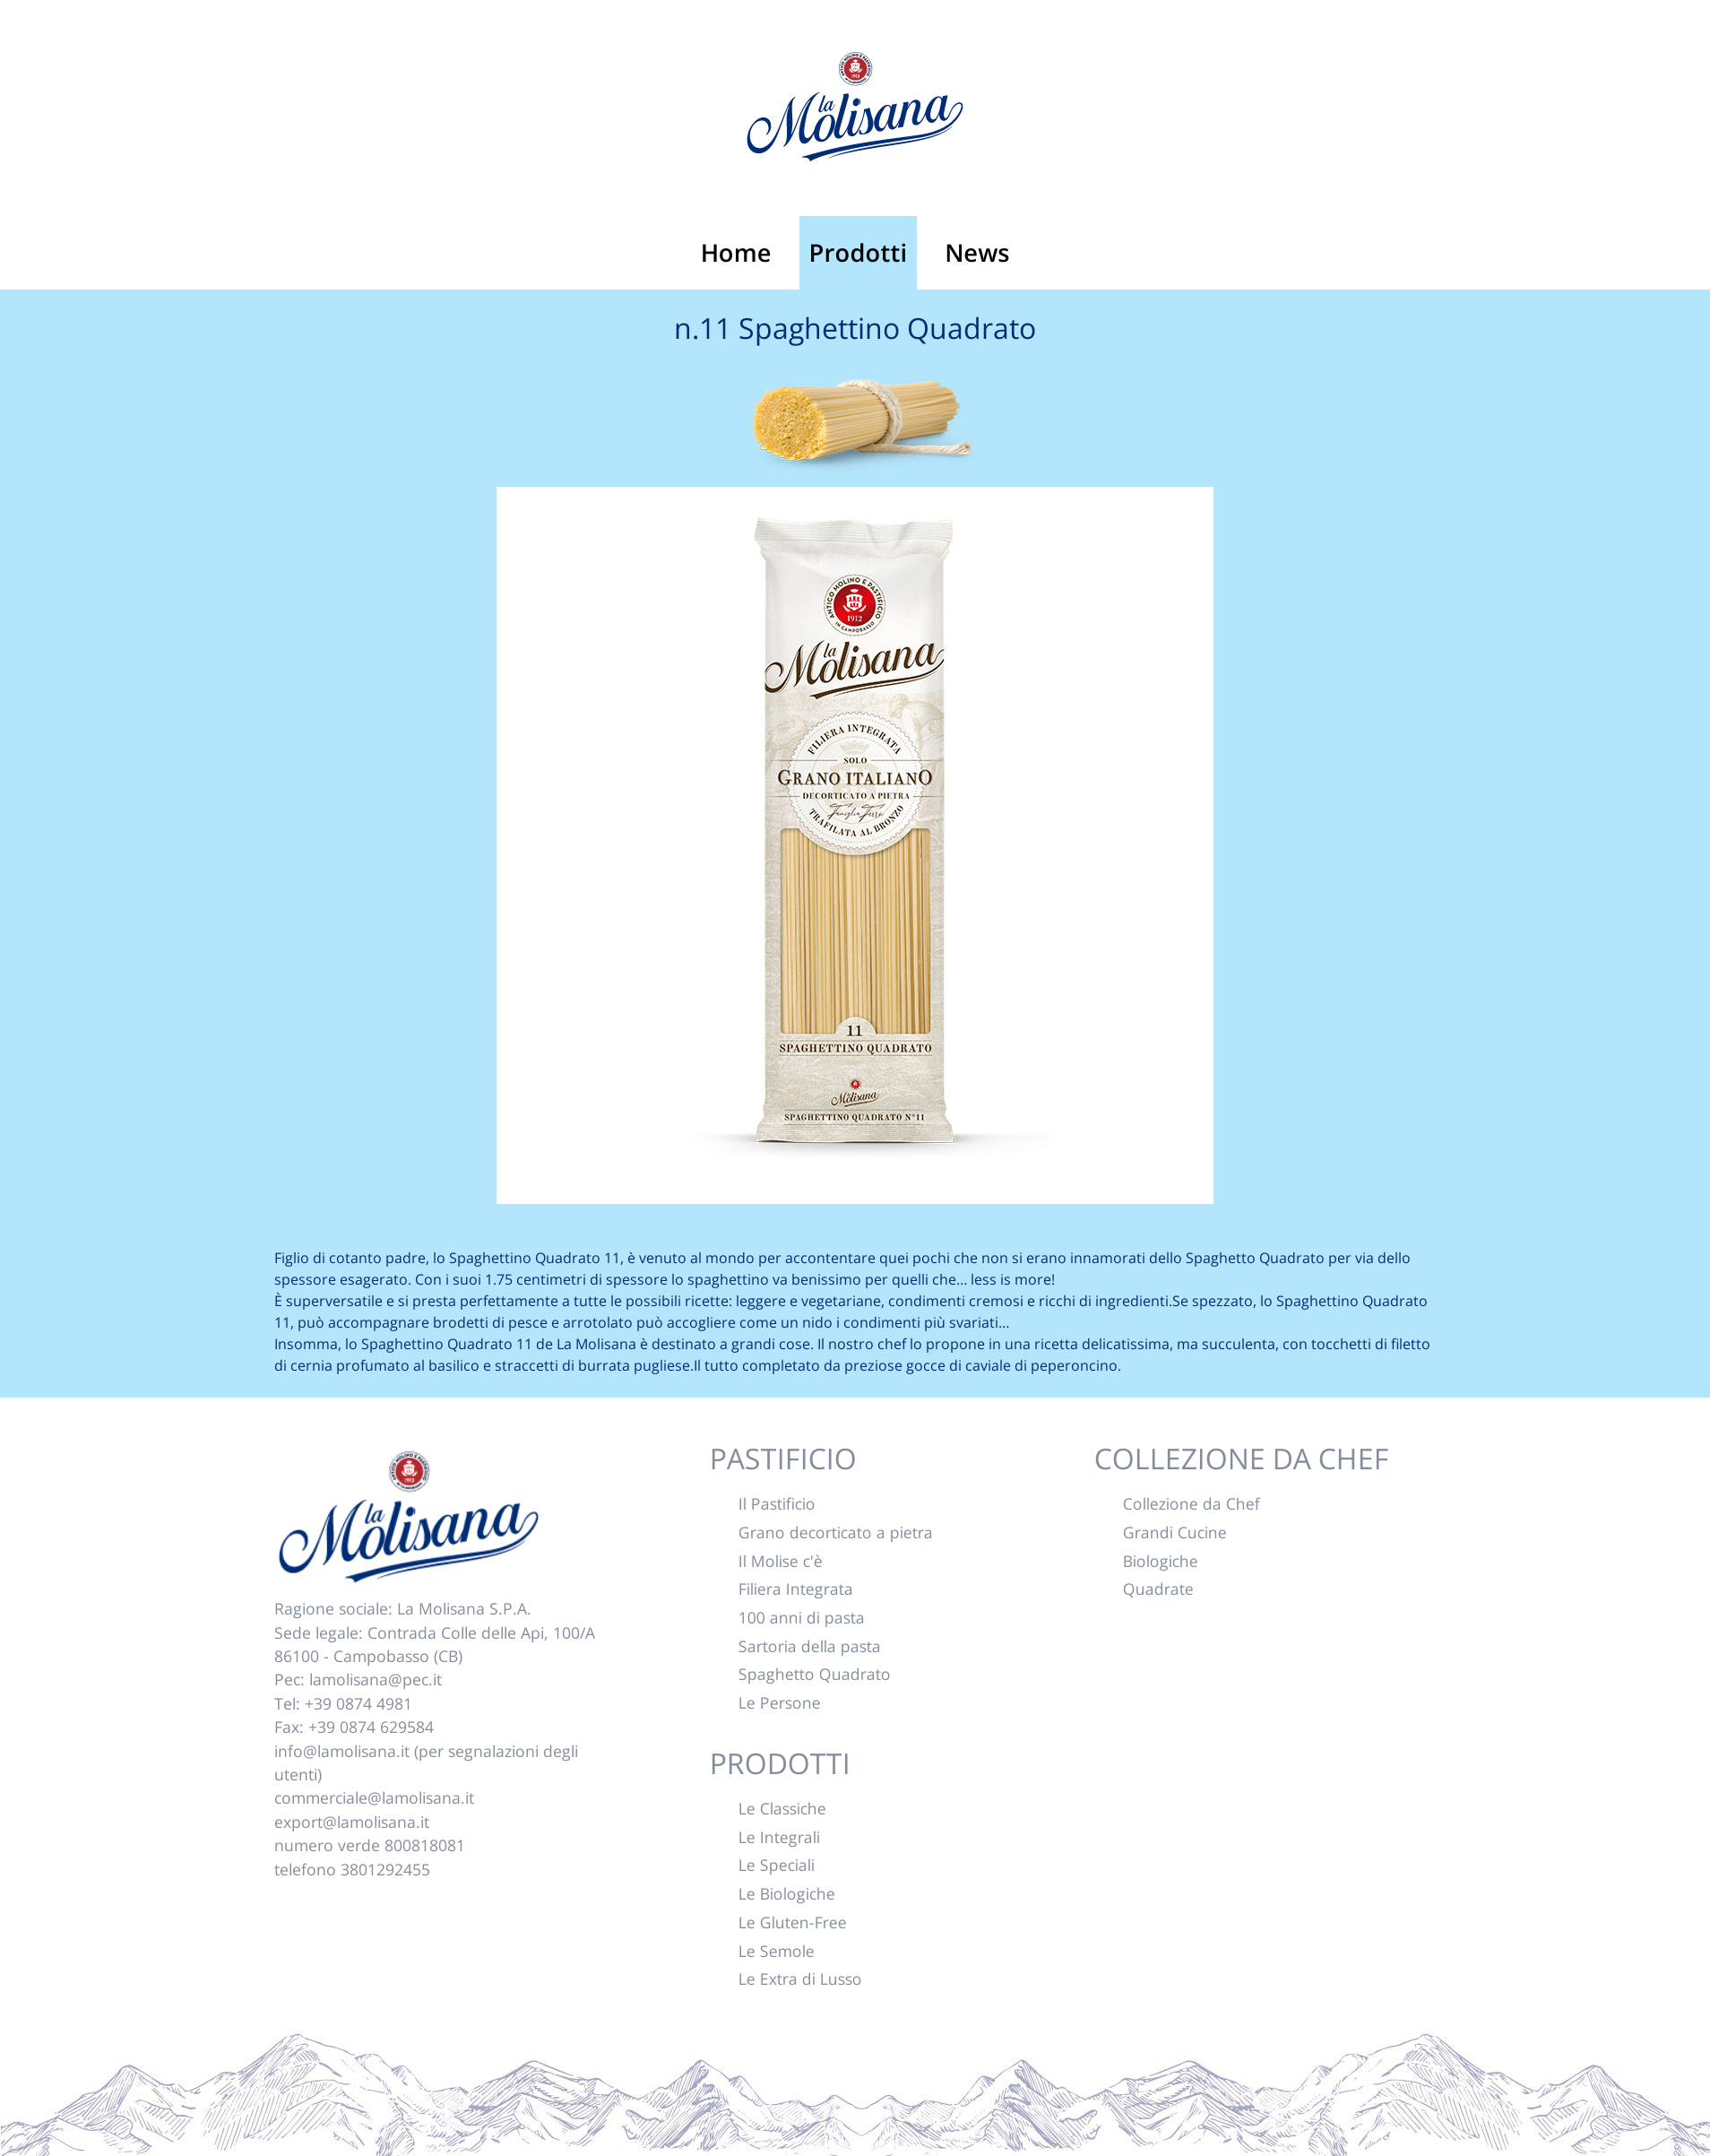 la
Molisana
Home
Prodotti
News
n.11 Spaghettino Quadrato
ANTICO MOLINO E PASTIFICIO
1912
IN CAMPOBASSO
la
Molisana
FILIERA INTEGRATA
SOLO
GRANO ITALIANO
DECORTICATO A PIETRA
Famiglia Ferro
TRAFILATA AL BRONZO
11
SPAGHETTINO QUADRATO
la
Molisana
SPAGHETTINO QUADRATO N°11
Figlio di cotanto padre, lo Spaghettino Quadrato 11, è venuto al mondo per accontentare quei pochi che non si erano innamorati dello Spaghetto Quadrato per via dello
spessore esagerato. Con i suoi 1.75 centimetri di spessore lo spaghettino va benissimo per quelli che... less is more!
È superversatile e si presta perfettamente a tutte le possibili ricette: leggere e vegetariane, condimenti cremosi e ricchi di ingredienti.Se spezzato, lo Spaghettino Quadrato
11, può accompagnare brodetti di pesce e arrotolato può accogliere come un nido i condimenti più svariati...
Insomma, lo Spaghettino Quadrato 11 de La Molisana è destinato a grandi cose. Il nostro chef lo propone in una ricetta delicatissima, ma succulenta, con tocchetti di filetto
di cernia profumato al basilico e straccetti di burrata pugliese.Il tutto completato da preziose gocce di caviale di peperoncino.
la
Molisana
Ragione sociale: La Molisana S.P.A.
Sede legale: Contrada Colle delle Api, 100/A
86100 - Campobasso (CB)
Pec: lamolisana@pec.it
Tel: +39 0874 4981
Fax: +39 0874 629584
info@lamolisana.it (per segnalazioni degli
utenti)
commerciale@lamolisana.it
export@lamolisana.it
numero verde 800818081
telefono 3801292455
PASTIFICIO
Il Pastificio
Grano decorticato a pietra
Il Molise c'è
Filiera Integrata
100 anni di pasta
Sartoria della pasta
Spaghetto Quadrato
Le Persone
PRODOTTI
Le Classiche
Le Integrali
Le Speciali
Le Biologiche
Le Gluten-Free
Le Semole
Le Extra di Lusso
COLLEZIONE DA CHEF
Collezione da Chef
Grandi Cucine
Biologiche
Quadrate